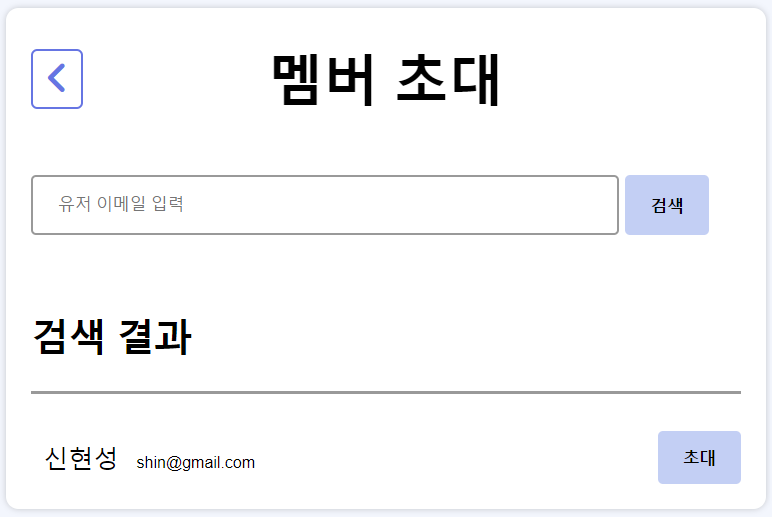 멤버 초대
유저 이메일 입력
검색
검색 결과
신현성 shin@gmail.com
초대